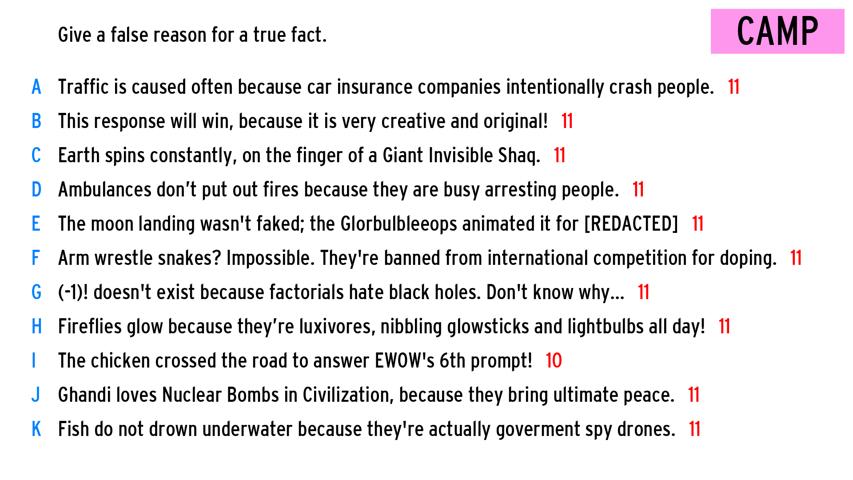 Give a false reason for a true fact.
CAMP
A Traffic is caused often because car insurance companies intentionally crash people. 11
B This response will win, because it is very creative and original! 11
C Earth spins constantly, on the finger of a Giant Invisible Shaq. 11
D Ambulances don’t put out fires because they are busy arresting people. 11
E The moon landing wasn't faked; the Glorbulbleeops animated it for [REDACTED] 11
F Arm wrestle snakes? Impossible. They're banned from international competition for doping. 11
G (-1)! doesn't exist because factorials hate black holes. Don't know why... 11
H Fireflies glow because they’re luxivores, nibbling glowsticks and lightbulbs all day! 11
I The chicken crossed the road to answer EWOW's 6th prompt! 10
J Ghandi loves Nuclear Bombs in Civilization, because they bring ultimate peace. 11
K Fish do not drown underwater because they're actually goverment spy drones. 11